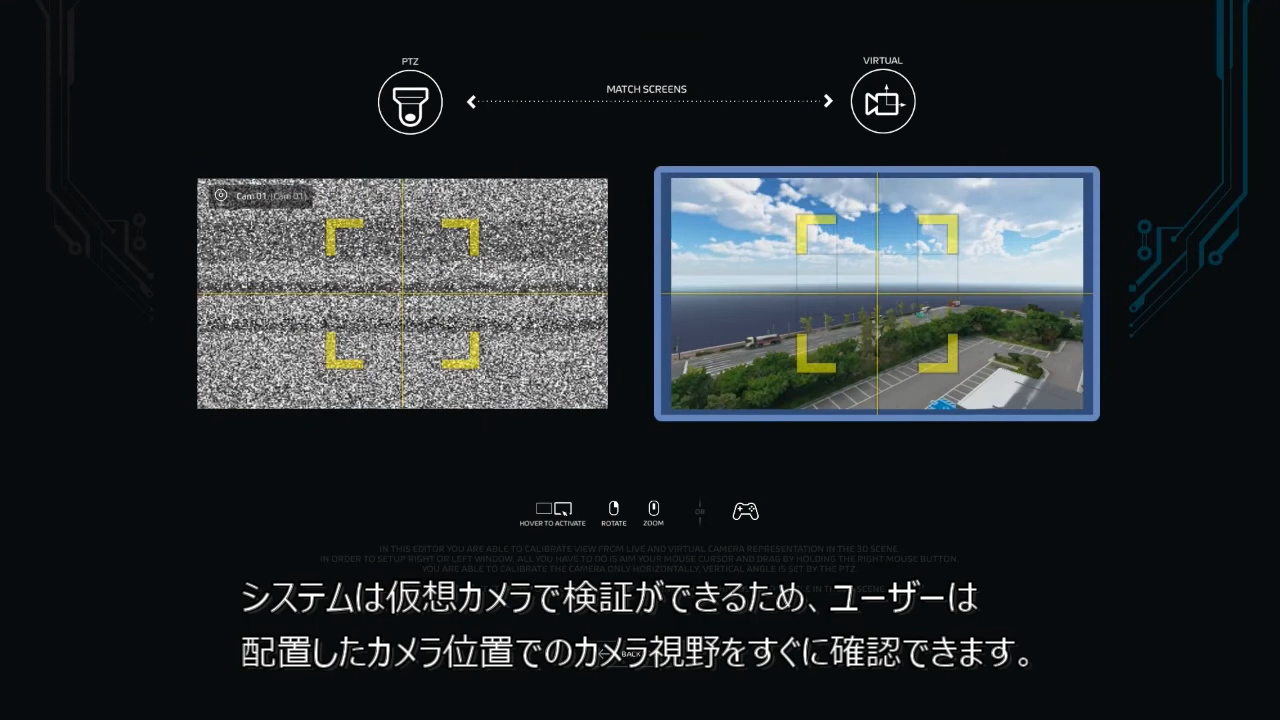 PTZ
VIRTUAL
MATCH SCREENS
Cam 01 (Cam 01)
HOVER TO ACTIVATE
ROTATE
ZOOM
OR
IN THIS EDITOR YOU ARE ABLE TO CALIBRATE VIEW FROM LIVE AND VIRTUAL CAMERA REPRESENTATION IN THE 3D SCENE.
IN ORDER TO SETUP RIGHT OR LEFT WINDOW, ALL YOU HAVE TO DO IS AIM YOUR MOUSE CURSOR AND DRAG BY HOLDING THE RIGHT MOUSE BUTTON.
YOU ARE ABLE TO CALIBRATE THE CAMERA ONLY HORIZONTALLY, VERTICAL ANGLE IS SET BY THE PTZ
システムは仮想カメラで検証ができるため、ユーザーは
配置したカメラ位置でのカメラ視野をすぐに確認できます。
BACK